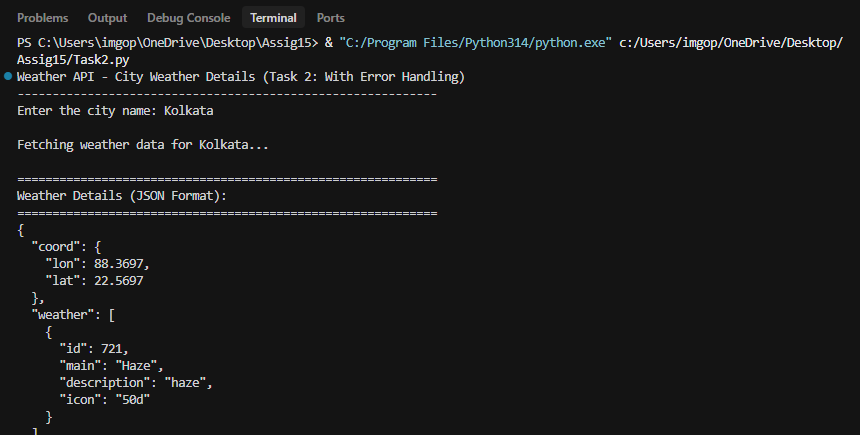 Problems Output Debug Console Terminal Ports
PS C:\Users\imgop\OneDrive\Desktop\Assig15> & "C:/Program Files/Python314/python.exe" c:/Users/imgop/OneDrive/Desktop/
Assig15/Task2.py
Weather API - City Weather Details (Task 2: With Error Handling)
------------------------------------------------------------
Enter the city name: Kolkata

Fetching weather data for Kolkata...

============================================================
Weather Details (JSON Format):
============================================================
{
  "coord": {
    "lon": 88.3697,
    "lat": 22.5697
  },
  "weather": [
    {
      "id": 721,
      "main": "Haze",
      "description": "haze",
      "icon": "50d"
    }
  ]